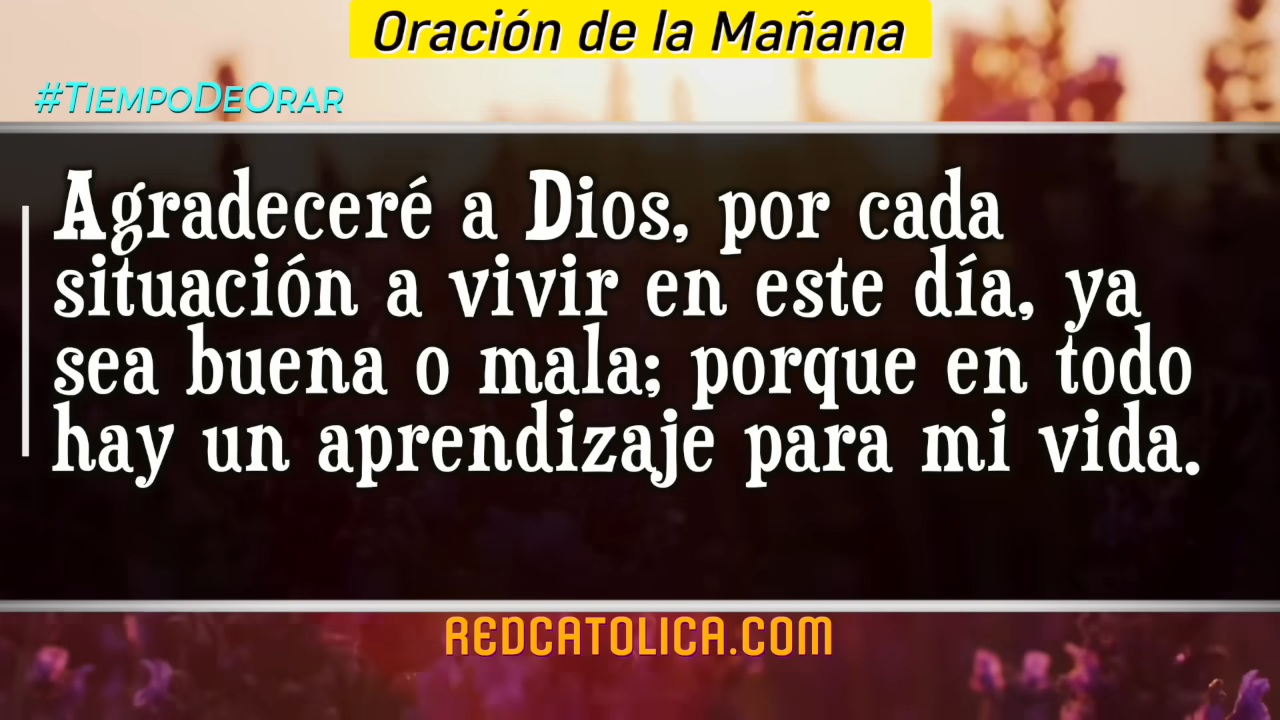 Oración de la Mañana
#TiempoDeOrar
Agradeceré a Dios, por cada
situación a vivir en este día, ya
sea buena o mala; porque en todo
hay un aprendizaje para mi vida.
REDCATOLICA.COM